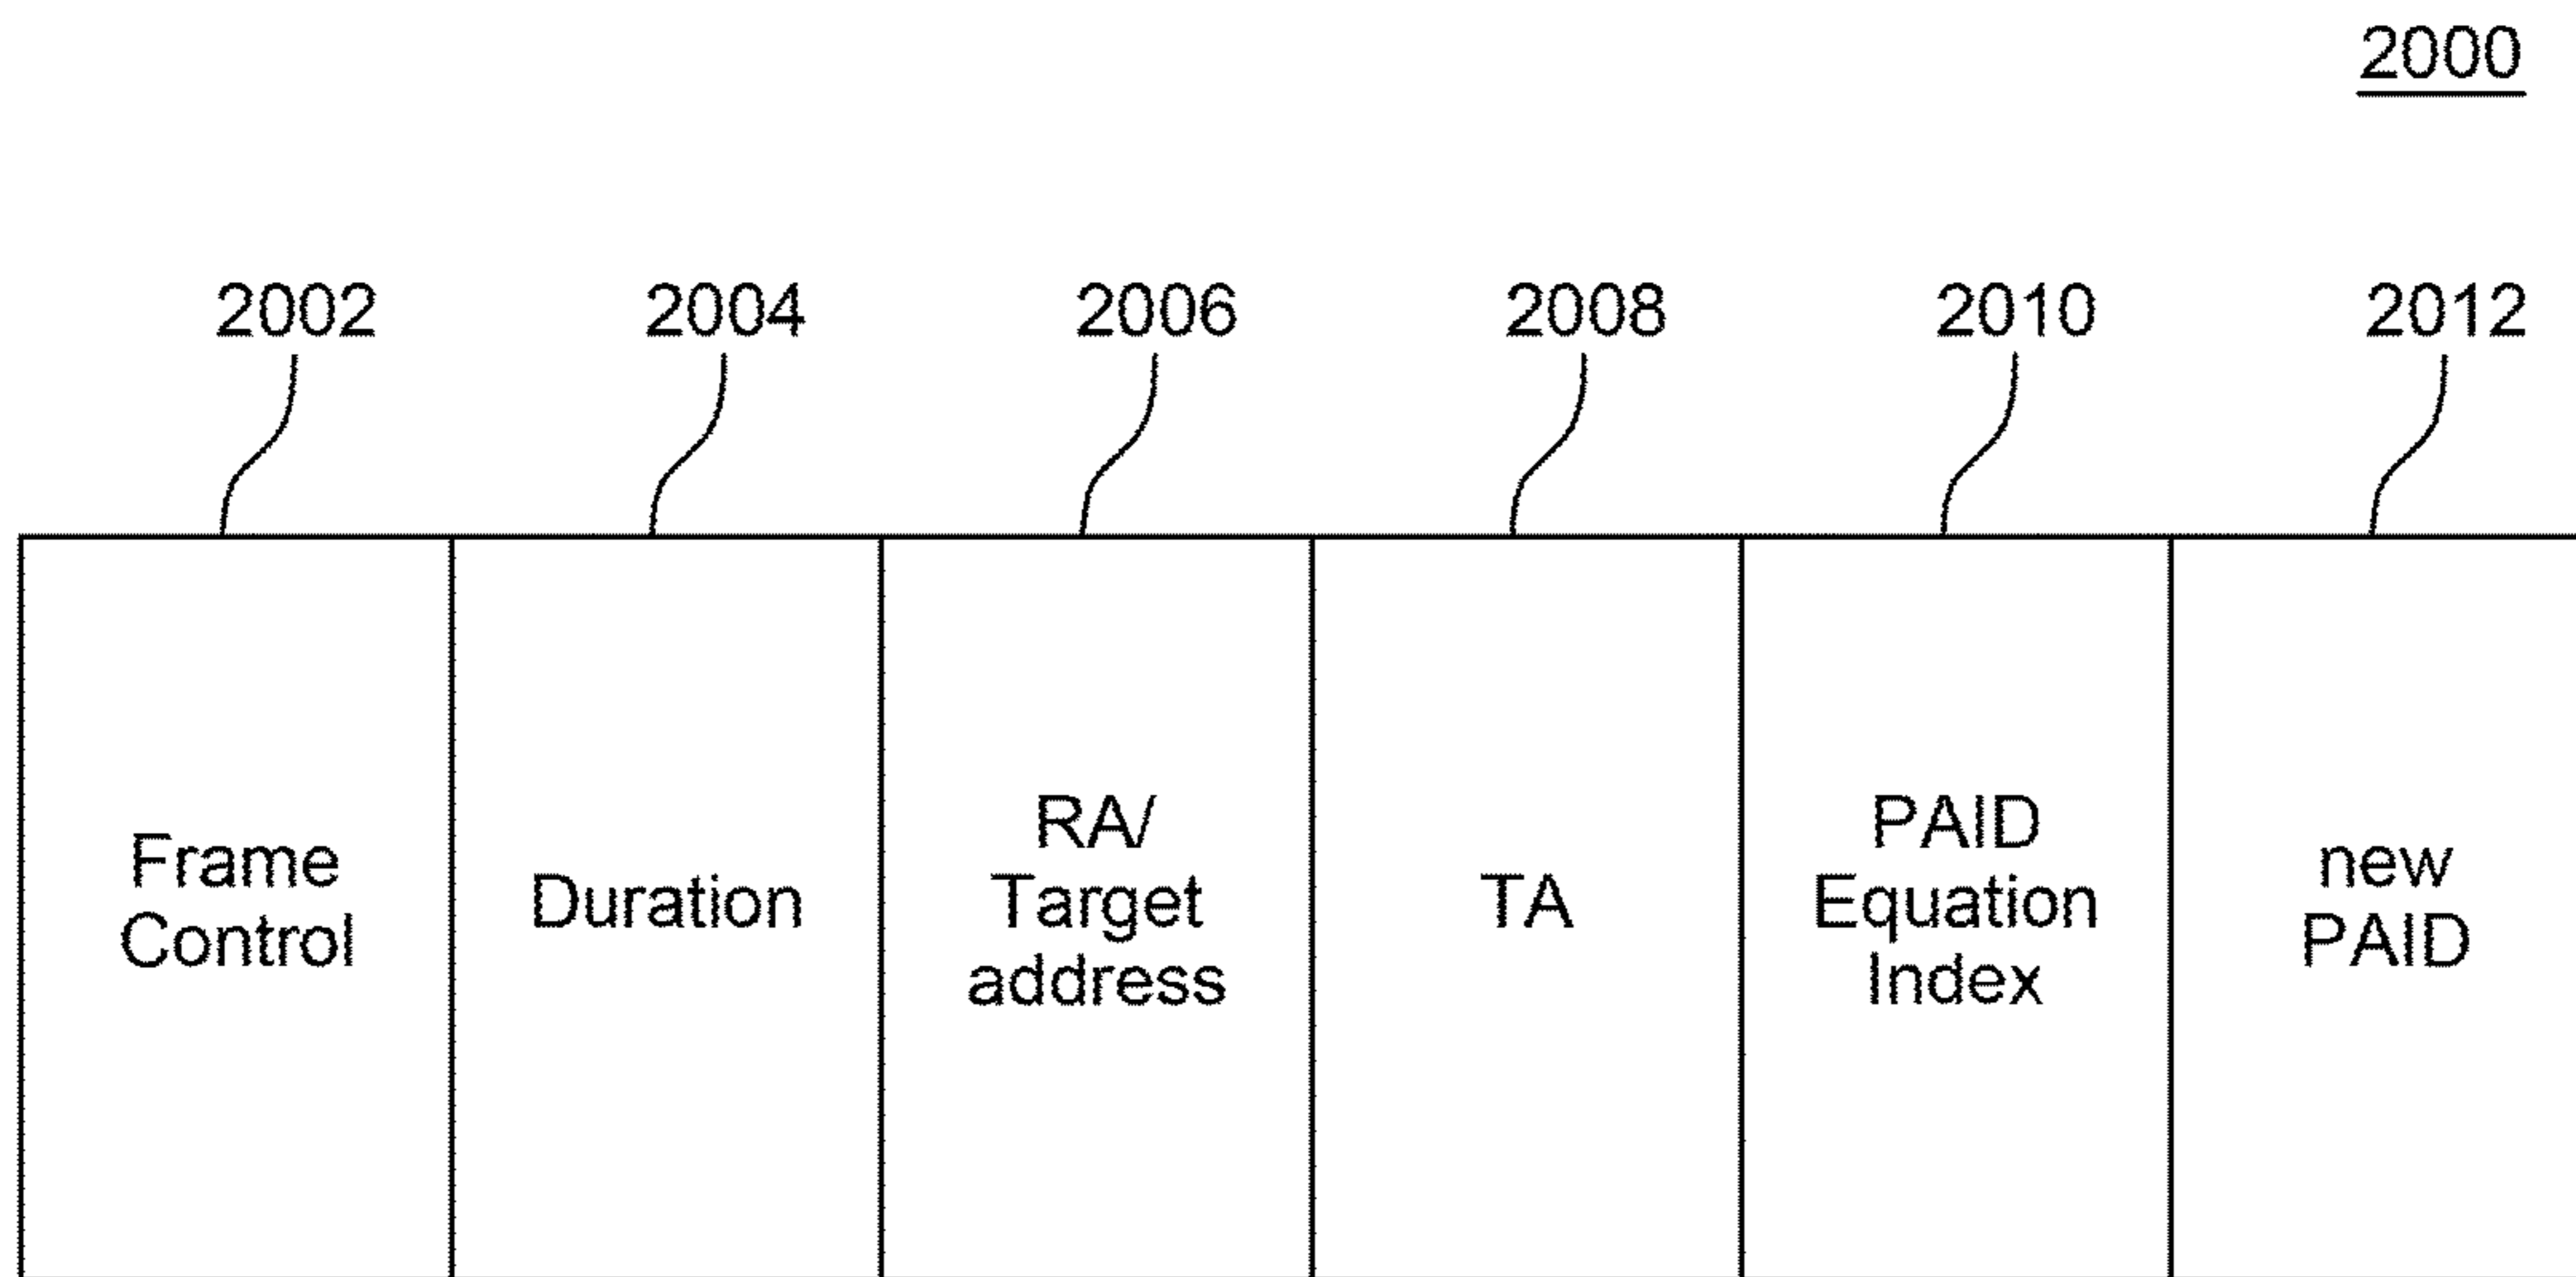 2000
2002 2004 2006 2008 2010 2012
Frame
Control
Duration
RA/
Target
address
TA
PAID
Equation
Index
new
PAID